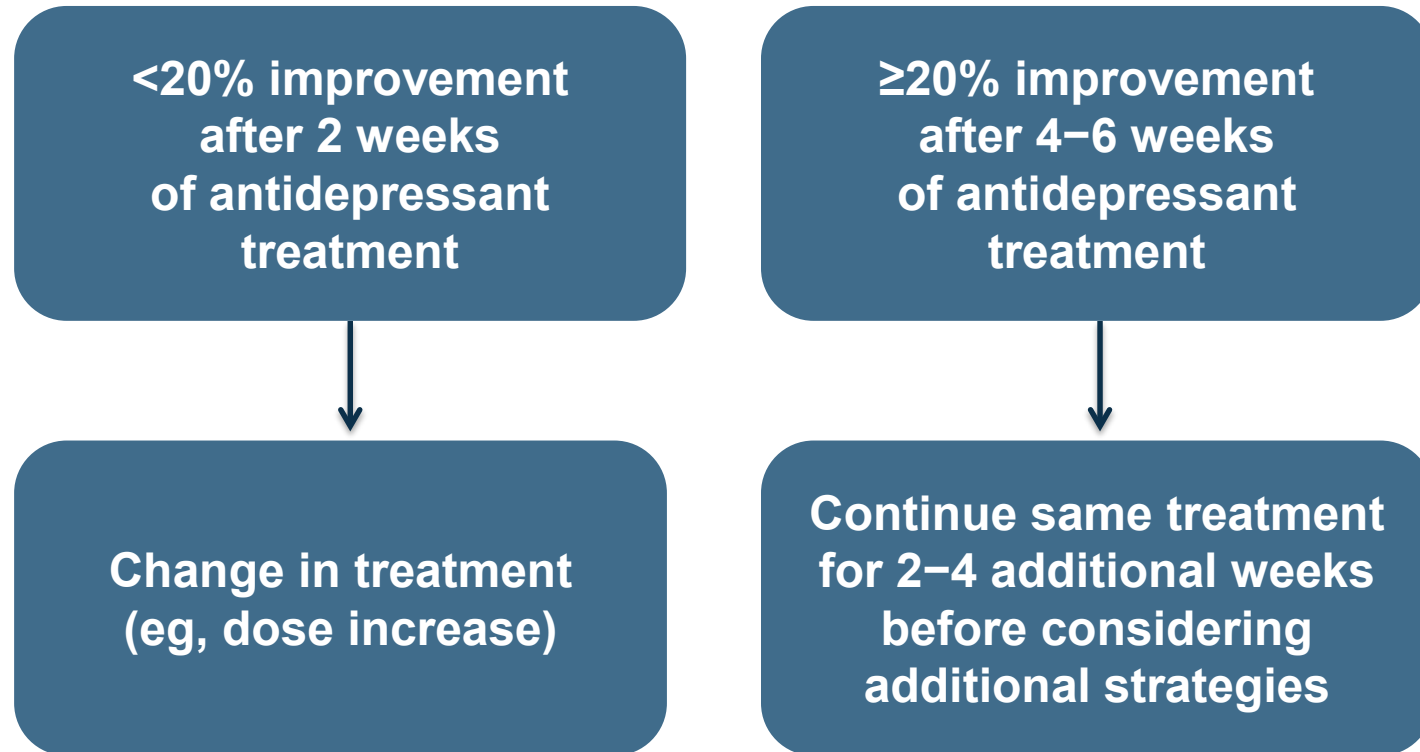 <20% improvement
after 2 weeks
of antidepressant
treatment
≥20% improvement
after 4−6 weeks
of antidepressant
treatment
Change in treatment
(eg, dose increase)
Continue same treatment
for 2−4 additional weeks
before considering
additional strategies